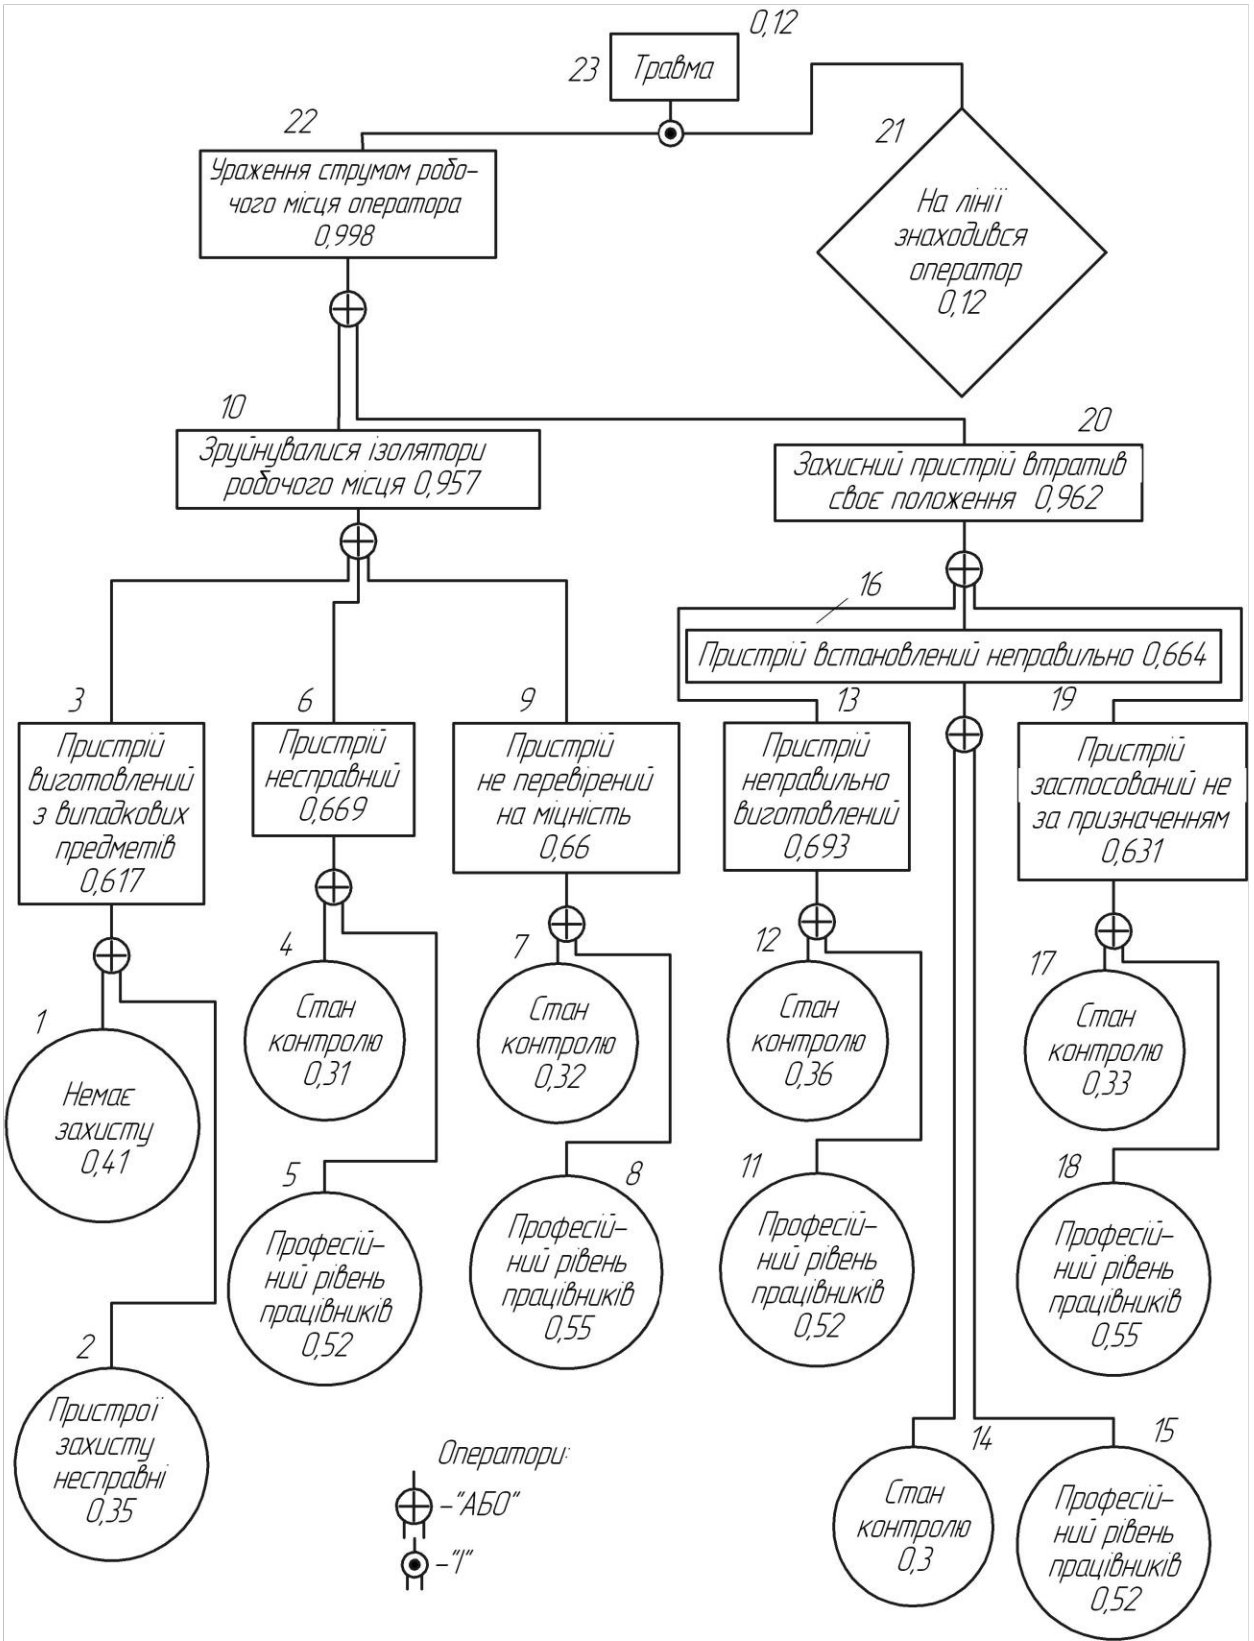 0,12
23
Травма
22
Ураження струмом робо-
чого місця оператора
0,998
21
На лінії
знаходився
оператор
0,12
10
Зруйнувалися ізолятори
робочого місця 0,957
20
Захисний пристрій втратив
своє положення 0,962
16
Пристрій встановлений неправильно 0,664
3
Пристрій
виготовлений
з випадкових
предметів
0,617
6
Пристрій
несправний
0,669
9
Пристрій
не перевірений
на міцність
0,66
13
Пристрій
неправильно
виготовлений
0,693
19
Пристрій
застосований не
за призначенням
0,631
1
Немає
захисту
0,41
4
Стан
контролю
0,31
7
Стан
контролю
0,32
12
Стан
контролю
0,36
17
Стан
контролю
0,33
5
Професій-
ний рівень
працівників
0,52
8
Професій-
ний рівень
працівників
0,55
11
Професій-
ний рівень
працівників
0,52
18
Професій-
ний рівень
працівників
0,55
2
Пристрої
захисту
несправні
0,35
14
Стан
контролю
0,3
15
Професій-
ний рівень
працівників
0,52
Оператори:
-"АБО"
-"І"